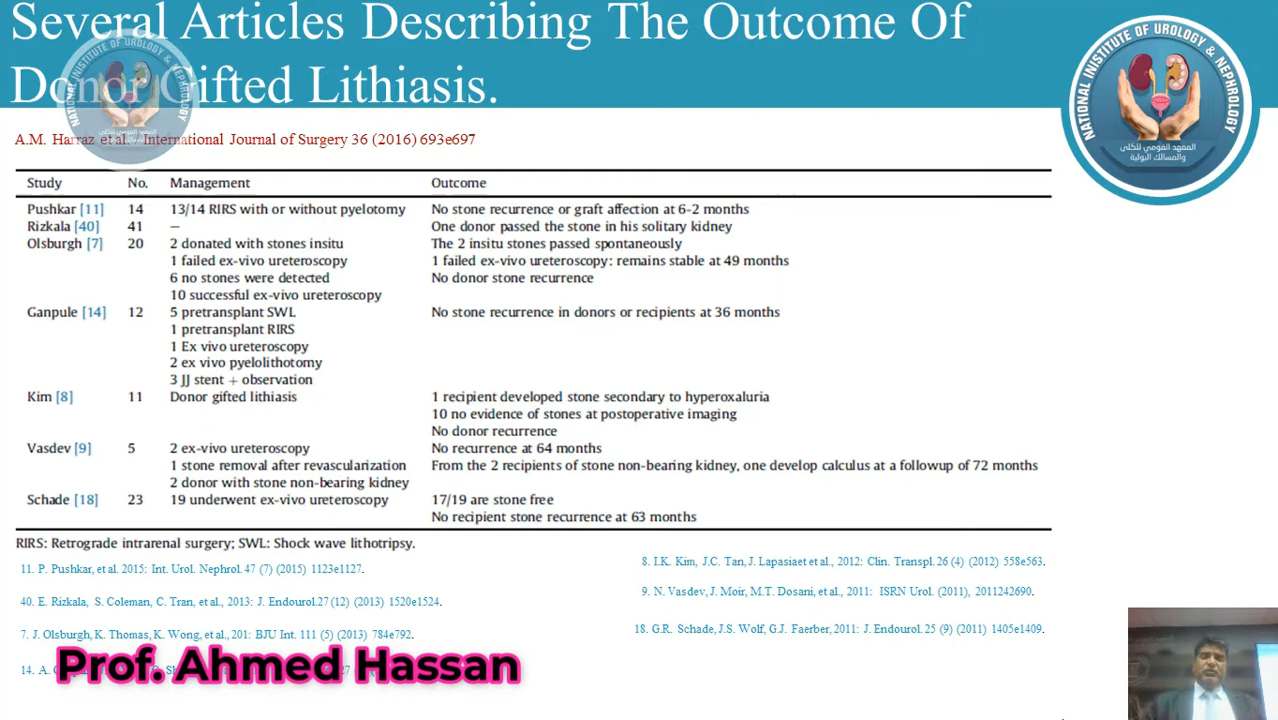 Several Articles Describing The Outcome Of
Donor Gifted Lithiasis.
NATIONAL INISTITUTE OF UROLOGY & NEPHROLOGY
المعهد القومي للكلى
والمسالك البولية
A.M. Harraz et al. / International Journal of Surgery 36 (2016) 693e697
Study No. Management Outcome
Pushkar [11] 14 13/14 RIRS with or without pyelotomy No stone recurrence or graft affection at 6-2 months
Rizkala [40] 41 – One donor passed the stone in his solitary kidney
Olsburgh [7] 20 2 donated with stones insitu The 2 insitu stones passed spontaneously
1 failed ex-vivo ureteroscopy 1 failed ex-vivo ureteroscopy: remains stable at 49 months
6 no stones were detected No donor stone recurrence
10 successful ex-vivo ureteroscopy
Ganpule [14] 12 5 pretransplant SWL No stone recurrence in donors or recipients at 36 months
1 pretransplant RIRS
1 Ex vivo ureteroscopy
2 ex vivo pyelolithotomy
3 JJ stent + observation
Kim [8] 11 Donor gifted lithiasis 1 recipient developed stone secondary to hyperoxaluria
10 no evidence of stones at postoperative imaging
No donor recurrence
Vasdev [9] 5 2 ex-vivo ureteroscopy No recurrence at 64 months
1 stone removal after revascularization From the 2 recipients of stone non-bearing kidney, one develop calculus at a followup of 72 months
2 donor with stone non-bearing kidney
Schade [18] 23 19 underwent ex-vivo ureteroscopy 17/19 are stone free
No recipient stone recurrence at 63 months
RIRS: Retrograde intrarenal surgery; SWL: Shock wave lithotripsy.
11. P. Pushkar, et al. 2015: Int. Urol. Nephrol. 47 (7) (2015) 1123e1127.
40. E. Rizkala, S. Coleman, C. Tran, et al., 2013: J. Endourol.27 (12) (2013) 1520e1524.
7. J. Olsburgh, K. Thomas, K. Wong, et al., 201: BJU Int. 111 (5) (2013) 784e792.
14. A.
8. I.K. Kim, J.C. Tan, J. Lapasiaet et al., 2012: Clin. Transpl. 26 (4) (2012) 558e563.
9. N. Vasdev, J. Moir, M.T. Dosani, et al., 2011: ISRN Urol. (2011), 2011242690.
18. G.R. Schade, J.S. Wolf, G.J. Faerber, 2011: J. Endourol. 25 (9) (2011) 1405e1409.
Prof. Ahmed Hassan